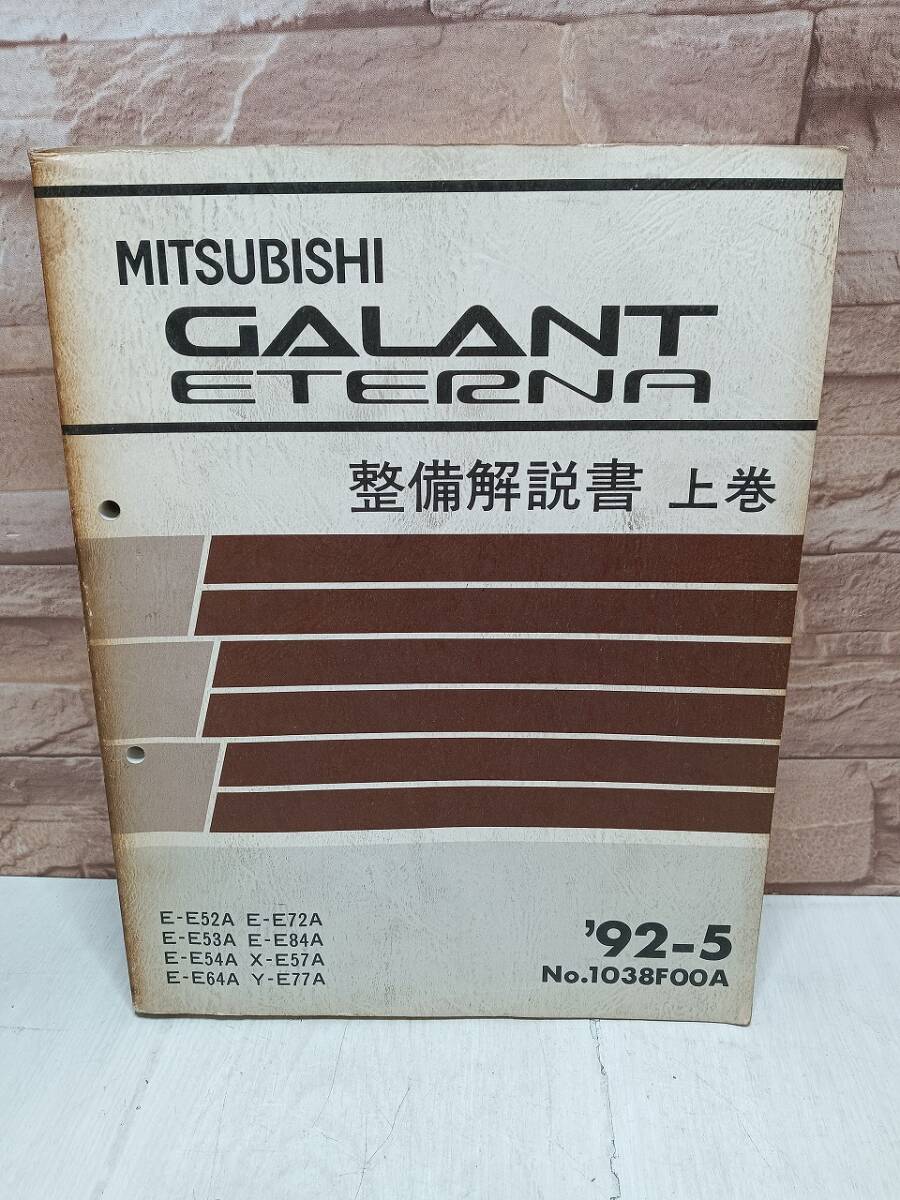 MITSUBISHI
GALANT
ETERNA
整備解説書 上巻
E-E52A E-E72A
E-E53A E-E84A
E-E54A X-E57A
E-E64A Y-E77A
'92-5
No.1038F00A